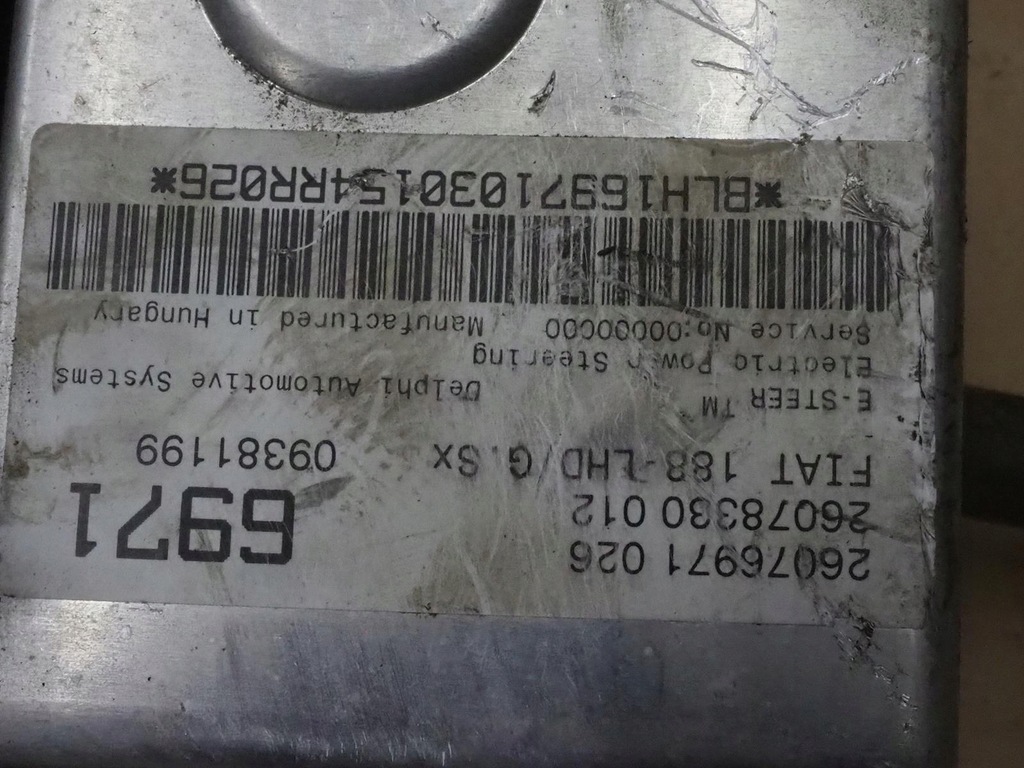 26076971 026
26078330 012 6971
FIAT 188-LHD/G.Sx 09381199
E-STEER TM Delphi Automotive Systems
Electric Power Steering
Service No:0000000 Manufactured in Hungary
*BLH16971030154RR026*